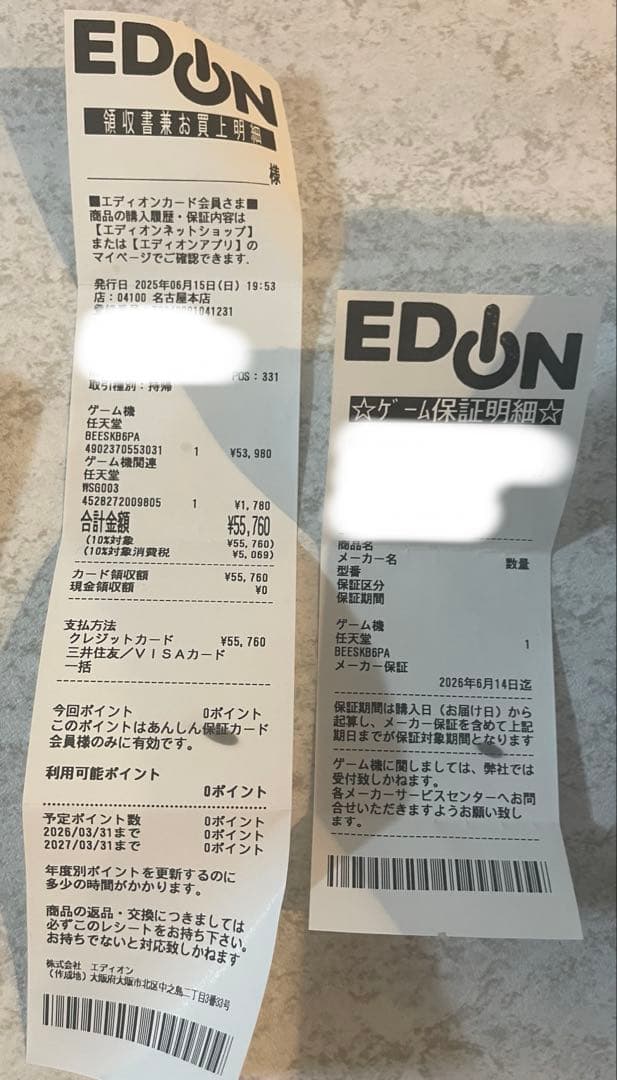 EDION
領収書兼お買上明細
様
■エディオンカード会員さま■
商品の購入履歴・保証内容は
【エディオンネットショップ】
または【エディオンアプリ】の
マイページでご確認できます.
発行日 2025年06月15日(日) 19:53
店:04100 名古屋本店
1041231
POS:331
取引種別:持帰
ゲーム機
任天堂
BEESKB6PA
4902370553031 1 ¥53,980
ゲーム機関連
任天堂
WSG003
4528272009805 1 ¥1,780
合計金額 ¥55,760
(10%対象 ¥55,760)
(10%対象消費税 ¥5,069)
カード領収額 ¥55,760
現金領収額 ¥0
支払方法
クレジットカード ¥55,760
三井住友/VISAカード
一括
今回ポイント 0ポイント
このポイントはあんしん保証カード
会員様のみに有効です。
利用可能ポイント
0ポイント
予定ポイント数 0ポイント
2026/03/31まで 0ポイント
2027/03/31まで 0ポイント
年度別ポイントを更新するのに
多少の時間がかかります。
商品の返品・交換につきましては
必ずこのレシートをお持ち下さい。
お持ちでないと対応致しかねます
株式会社 エディオン
(作成地)大阪府大阪市北区中之島二丁目3番33号
EDION
☆ゲーム保証明細☆
商品名
メーカー名 数量
型番
保証区分
保証期間
ゲーム機
任天堂 1
BEESKB6PA
メーカー保証
2026年6月14日迄
保証期間は購入日(お届け日)から
起算し、メーカー保証を含めて上記
期日までが保証対象期間となります
ゲーム機に関しましては、弊社では
受付致しかねます。
各メーカーサービスセンターへお問
合せいただきますようお願い致し
ます。